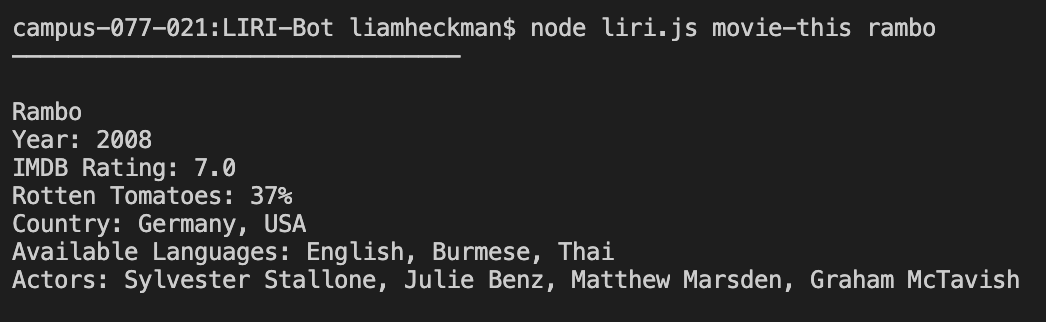 campus-077-021:LIRI-Bot liamheckman$ node liri.js movie-this rambo
Rambo
Year: 2008
IMDB Rating: 7.0
Rotten Tomatoes: 37%
Country: Germany, USA
Available Languages: English, Burmese, Thai
Actors: Sylvester Stallone, Julie Benz, Matthew Marsden, Graham McTavish